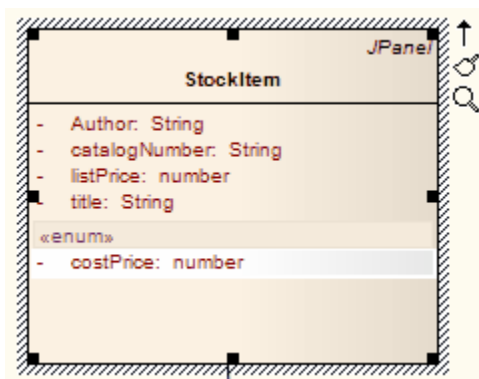 JPanel
StockItem
- Author: String
- catalogNumber: String
- listPrice: number
- title: String
«enum»
- costPrice: number